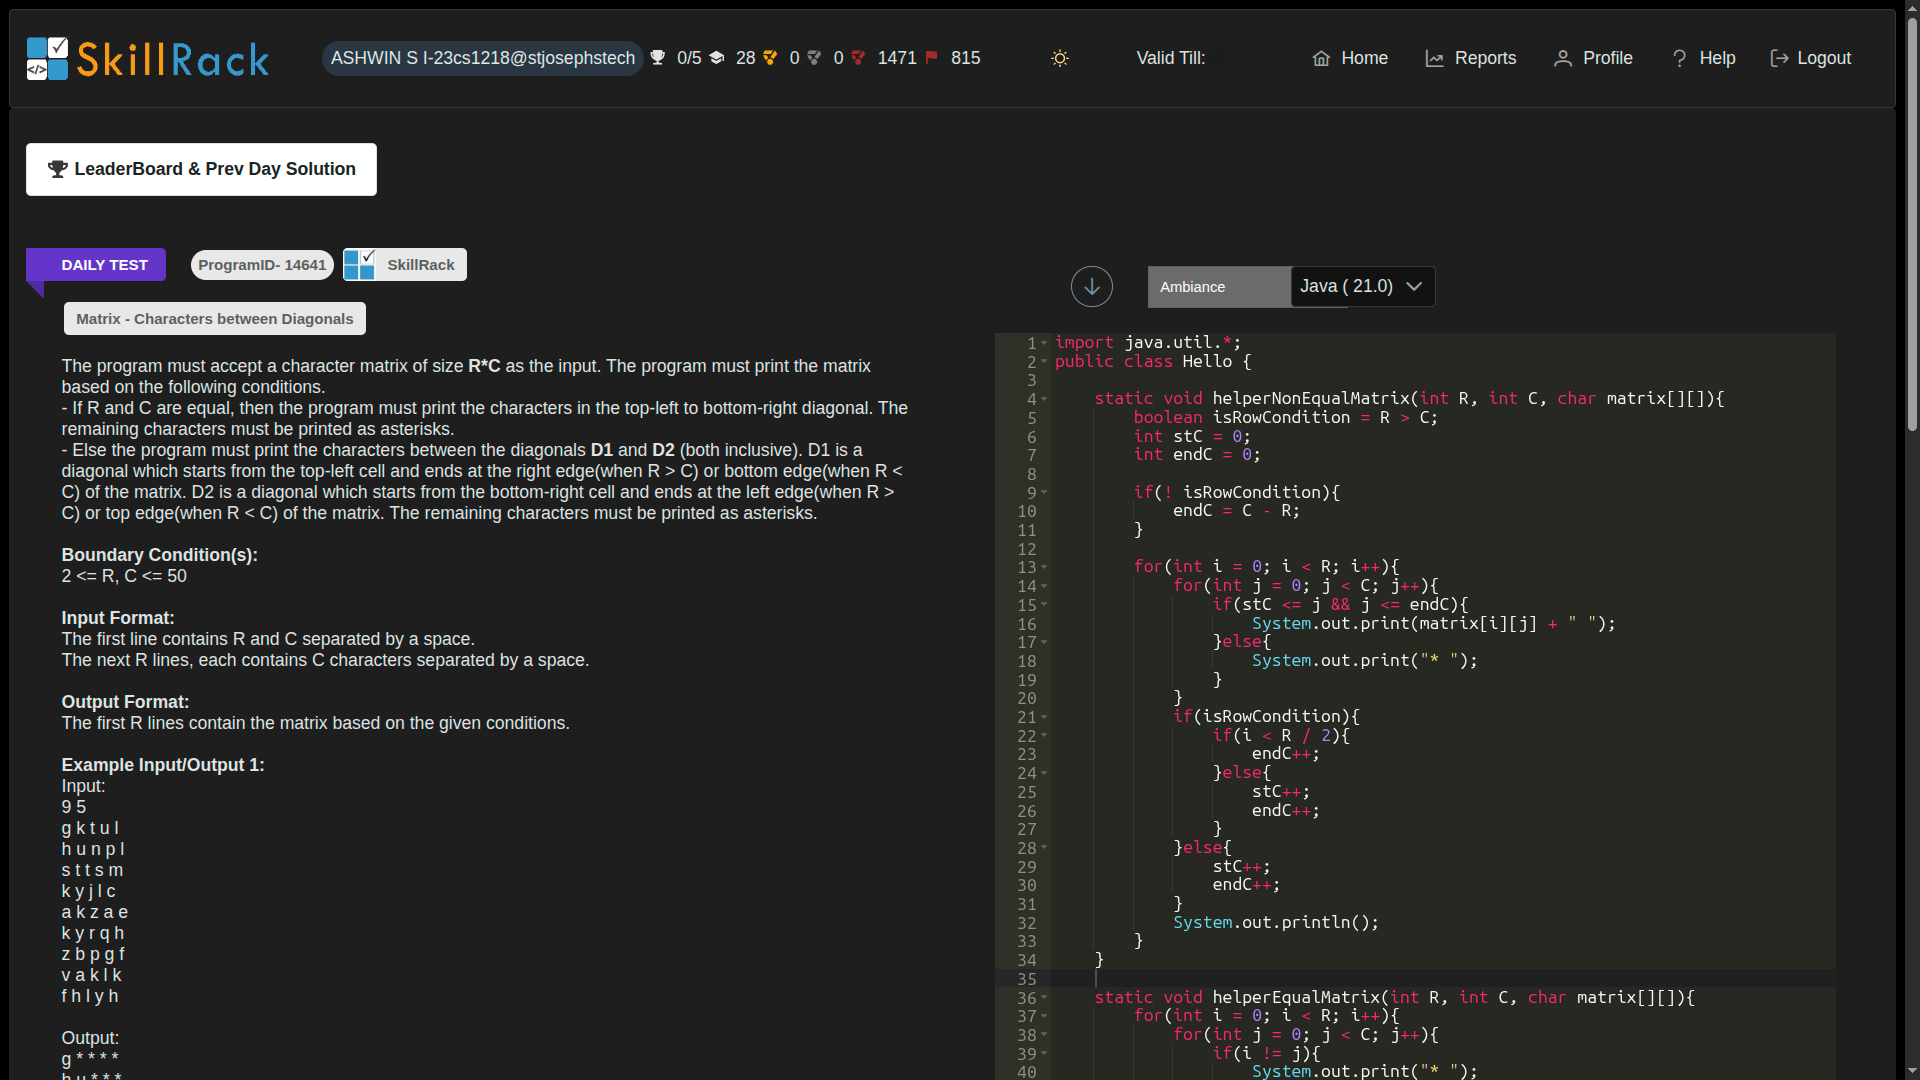 SkillRack
ASHWIN S I-23cs1218@stjosephstech 0/5 28 0 0 1471 815
Valid Till:
Home Reports Profile Help Logout
LeaderBoard & Prev Day Solution
DAILY TEST
ProgramID- 14641
SkillRack
Matrix - Characters between Diagonals
The program must accept a character matrix of size R*C as the input. The program must print the matrix
based on the following conditions.
- If R and C are equal, then the program must print the characters in the top-left to bottom-right diagonal. The
remaining characters must be printed as asterisks.
- Else the program must print the characters between the diagonals D1 and D2 (both inclusive). D1 is a
diagonal which starts from the top-left cell and ends at the right edge(when R > C) or bottom edge(when R <
C) of the matrix. D2 is a diagonal which starts from the bottom-right cell and ends at the left edge(when R >
C) or top edge(when R < C) of the matrix. The remaining characters must be printed as asterisks.
Boundary Condition(s):
2 <= R, C <= 50
Input Format:
The first line contains R and C separated by a space.
The next R lines, each contains C characters separated by a space.
Output Format:
The first R lines contain the matrix based on the given conditions.
Example Input/Output 1:
Input:
9 5
g k t u l
h u n p l
s t t s m
k y j l c
a k z a e
k y r q h
z b p g f
v a k l k
f h l y h
Output:
g * * * *
h u * * *
Ambiance
Java ( 21.0)
1 import java.util.*;
2 public class Hello {
3
4     static void helperNonEqualMatrix(int R, int C, char matrix[][]){
5         boolean isRowCondition = R > C;
6         int stC = 0;
7         int endC = 0;
8
9         if(! isRowCondition){
10             endC = C - R;
11         }
12
13         for(int i = 0; i < R; i++){
14             for(int j = 0; j < C; j++){
15                 if(stC <= j && j <= endC){
16                     System.out.print(matrix[i][j] + " ");
17                 }else{
18                     System.out.print("* ");
19                 }
20             }
21             if(isRowCondition){
22                 if(i < R / 2){
23                     endC++;
24                 }else{
25                     stC++;
26                     endC++;
27                 }
28             }else{
29                 stC++;
30                 endC++;
31             }
32             System.out.println();
33         }
34     }
35
36     static void helperEqualMatrix(int R, int C, char matrix[][]){
37         for(int i = 0; i < R; i++){
38             for(int j = 0; j < C; j++){
39                 if(i != j){
40                     System.out.print("* ");